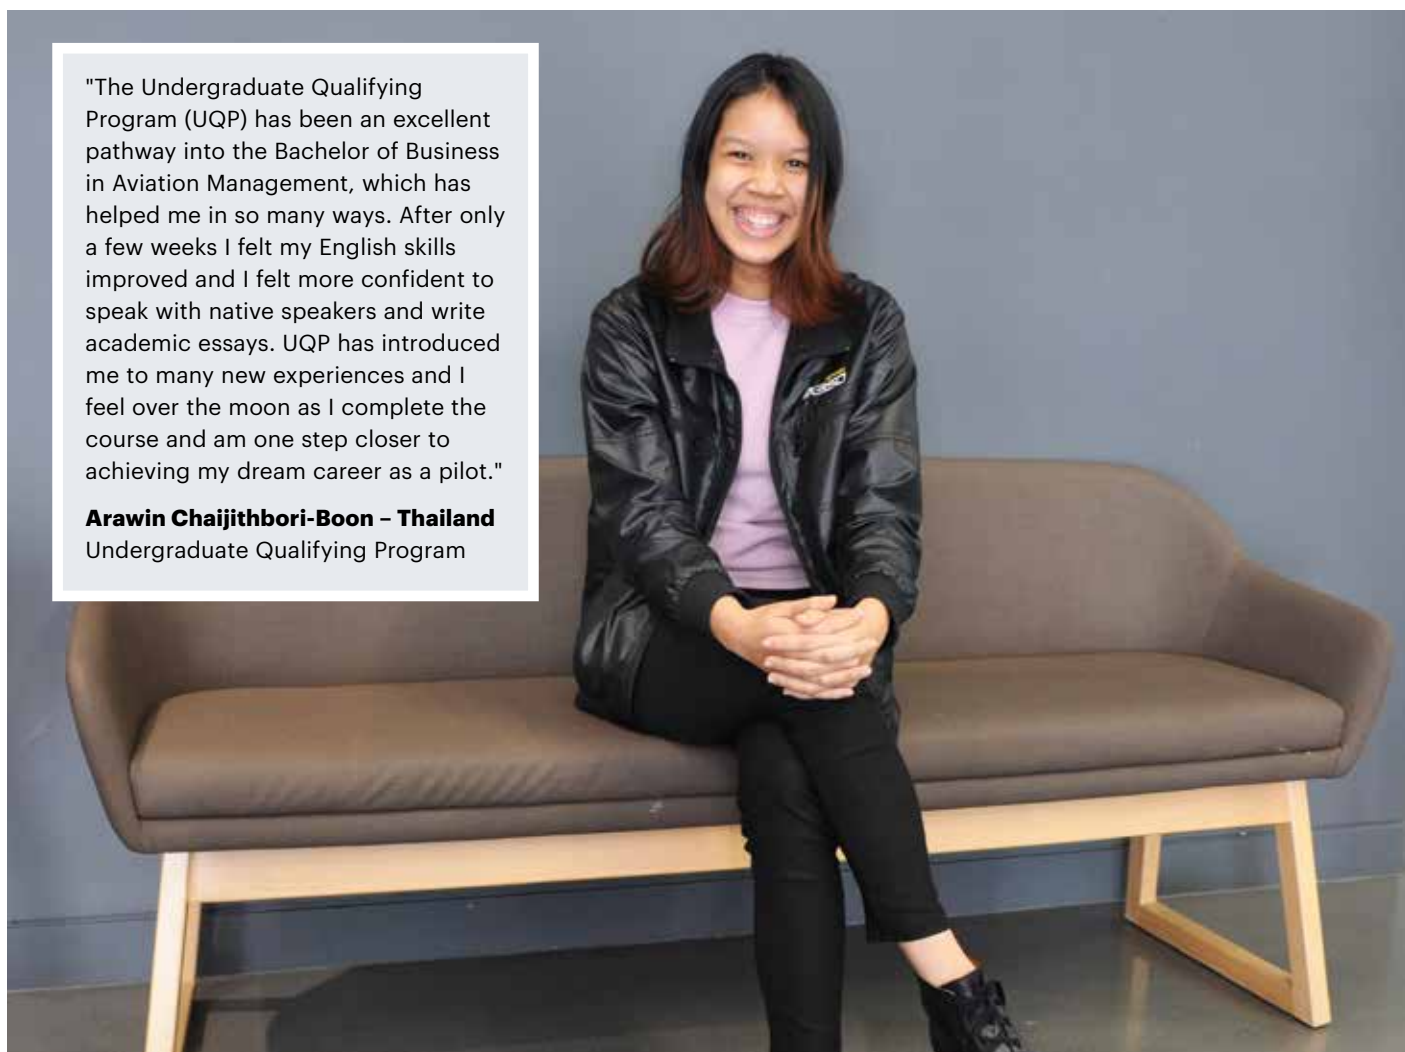 "The Undergraduate Qualifying
Program (UQP) has been an excellent
pathway into the Bachelor of Business
in Aviation Management, which has
helped me in so many ways. After only
a few weeks I felt my English skills
improved and I felt more confident to
speak with native speakers and write
academic essays. UQP has introduced
me to many new experiences and I
feel over the moon as I complete the
course and am one step closer to
achieving my dream career as a pilot."
Arawin Chaijithbori-Boon – Thailand
Undergraduate Qualifying Program